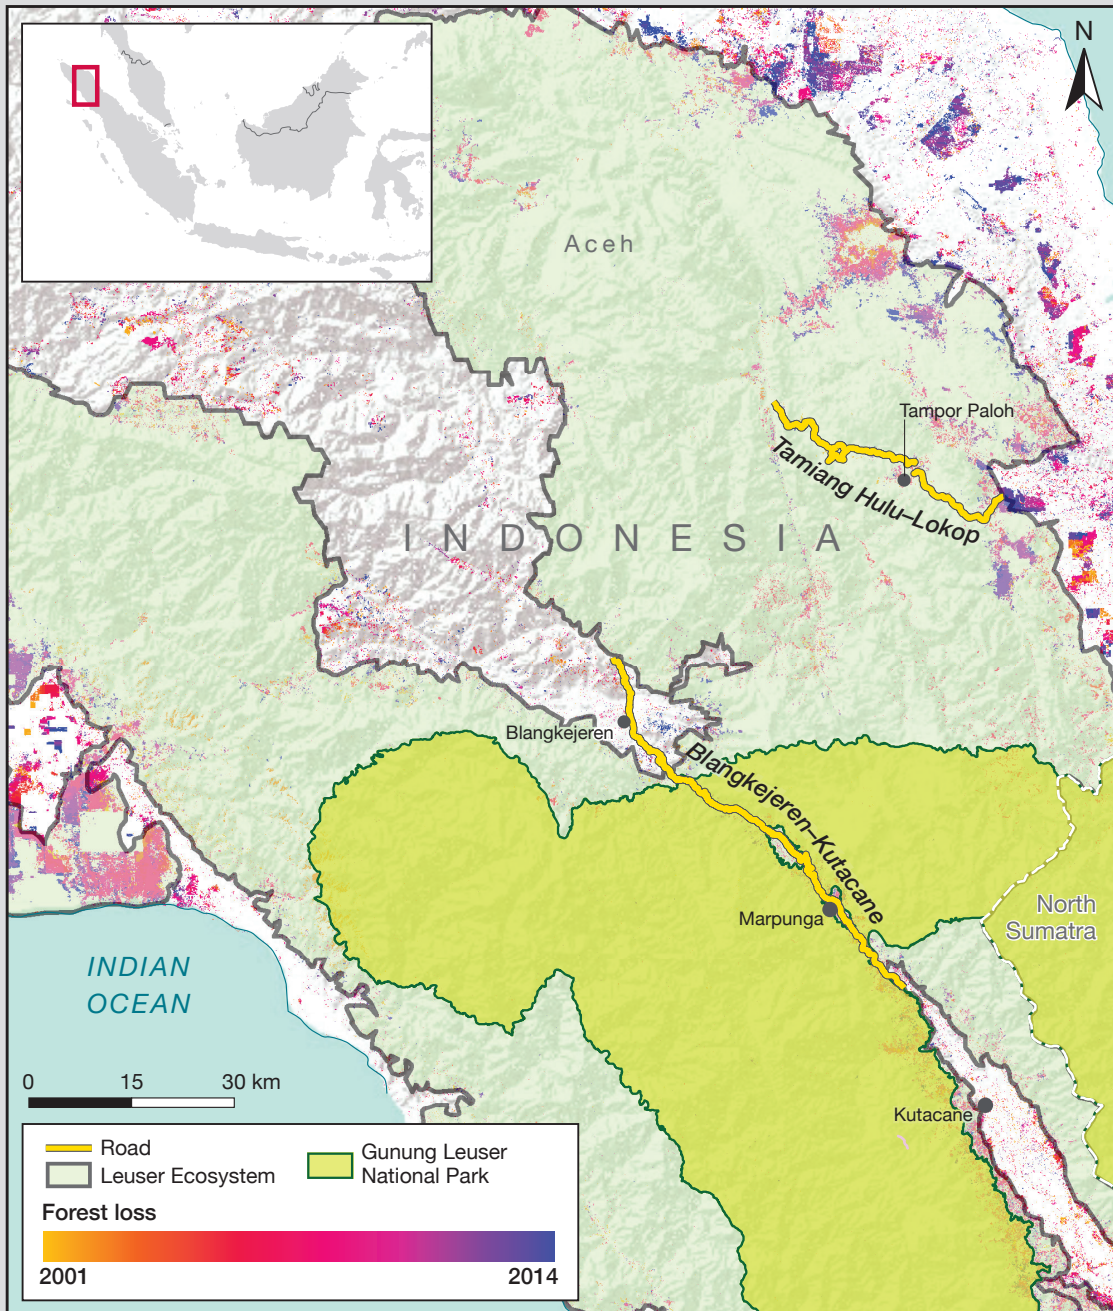 N
Aceh
Tampor Paloh
Tamiang Hulu–Lokop
INDONESIA
Blangkejeren
Blangkejeren–Kutacane
Marpunga
North
Sumatra
INDIAN
OCEAN
Kutacane
0 15 30 km
Road
Leuser Ecosystem
Gunung Leuser
National Park
Forest loss
2001 2014